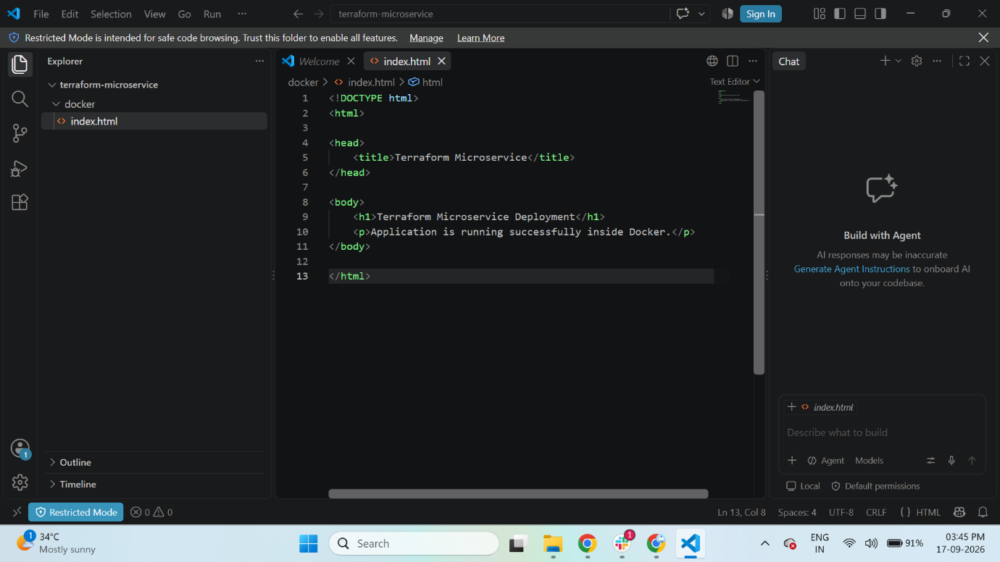 File Edit Selection View Go Run ··· terraform-microservice Sign In
Restricted Mode is intended for safe code browsing. Trust this folder to enable all features. Manage Learn More
Explorer
terraform-microservice
docker
index.html
Outline
Timeline
1
Welcome index.html
docker > index.html > html
Text Editor
1 <!DOCTYPE html>
2 <html>
3
4 <head>
5 <title>Terraform Microservice</title>
6 </head>
7
8 <body>
9 <h1>Terraform Microservice Deployment</h1>
10 <p>Application is running successfully inside Docker.</p>
11 </body>
12
13 </html>
Chat
Build with Agent
AI responses may be inaccurate
Generate Agent Instructions to onboard AI
onto your codebase.
index.html
Describe what to build
Agent Models
Local Default permissions
Restricted Mode 0 0 Ln 13, Col 8 Spaces: 4 UTF-8 CRLF { } HTML
1
34°C
Mostly sunny
Search
1
ENG
IN
91%
03:45 PM
17-09-2026